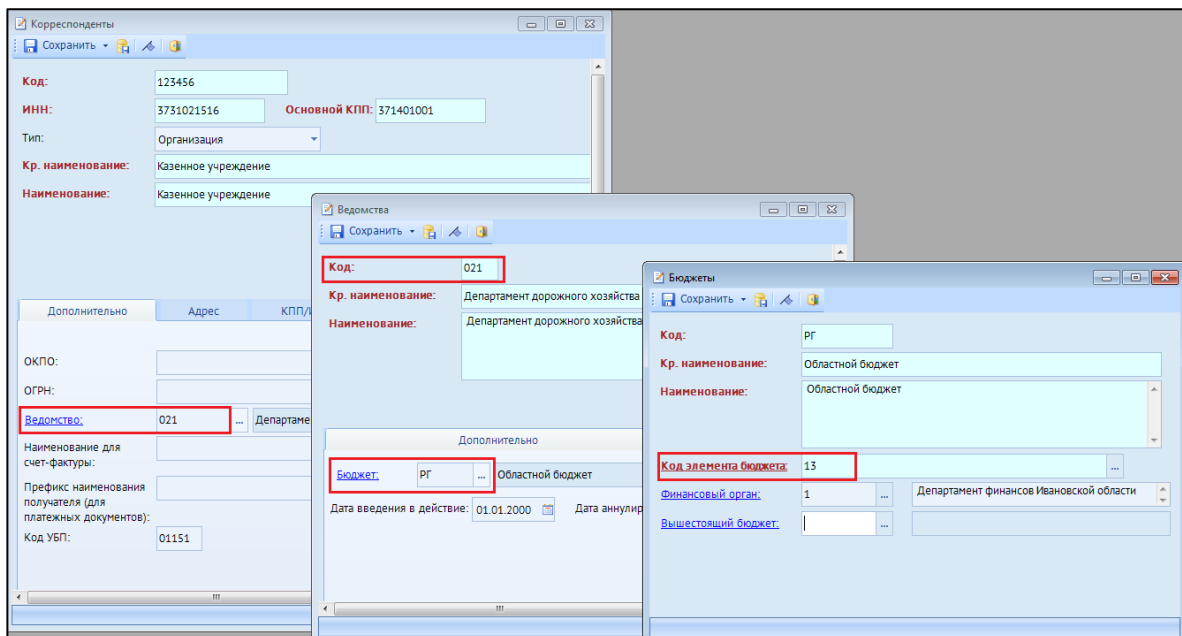 Корреспонденты
Сохранить
Код: 123456
ИНН: 3731021516 Основной КПП: 371401001
Тип: Организация
Кр. наименование: Казенное учреждение
Наименование: Казенное учреждение
Дополнительно Адрес КПП/
ОКПО:
ОГРН:
Ведомство: 021 ... Департаме
Наименование для
счет-фактуры:
Префикс наименования
получателя (для
платежных документов):
Код УБП: 01151
Ведомства
Сохранить
Код: 021
Кр. наименование: Департамент дорожного хозяйства
Наименование: Департамент дорожного хозяйства
Дополнительно
Бюджет: РГ ... Областной бюджет
Дата введения в действие: 01.01.2000 Дата аннулир
Бюджеты
Сохранить
Код: РГ
Кр. наименование: Областной бюджет
Наименование: Областной бюджет
Код элемента бюджета: 13 ...
Финансовый орган: 1 ... Департамент финансов Ивановской области
Вышестоящий бюджет: ...